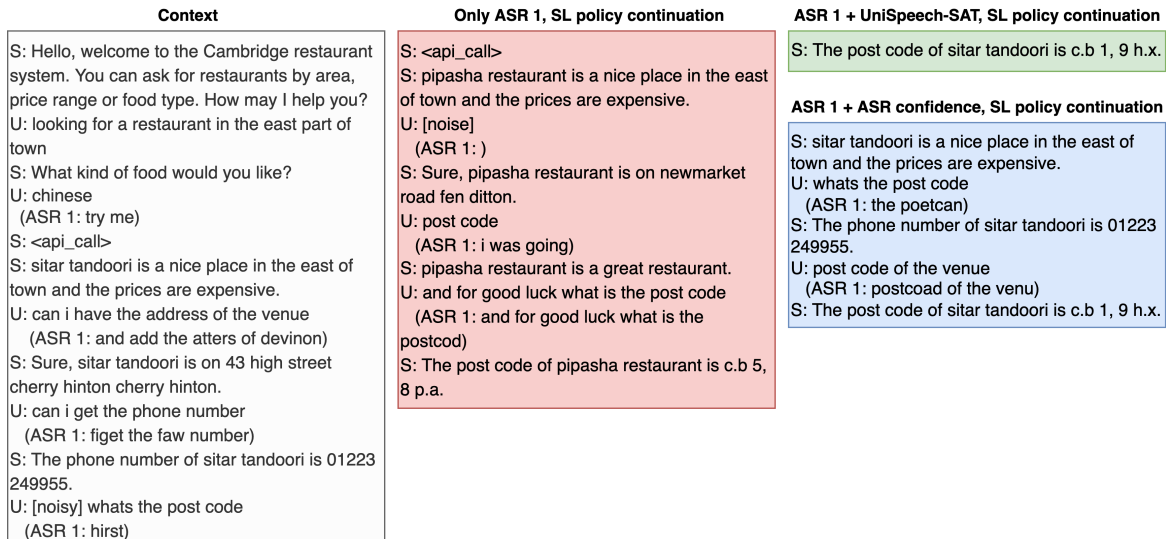 Context
S: Hello, welcome to the Cambridge restaurant
system. You can ask for restaurants by area,
price range or food type. How may I help you?
U: looking for a restaurant in the east part of
town
S: What kind of food would you like?
U: chinese
(ASR 1: try me)
S: <api_call>
S: sitar tandoori is a nice place in the east of
town and the prices are expensive.
U: can i have the address of the venue
(ASR 1: and add the atters of devinon)
S: Sure, sitar tandoori is on 43 high street
cherry hinton cherry hinton.
U: can i get the phone number
(ASR 1: figet the faw number)
S: The phone number of sitar tandoori is 01223
249955.
U: [noisy] whats the post code
(ASR 1: hirst)
Only ASR 1, SL policy continuation
S: <api_call>
S: pipasha restaurant is a nice place in the east
of town and the prices are expensive.
U: [noise]
(ASR 1: )
S: Sure, pipasha restaurant is on newmarket
road fen ditton.
U: post code
(ASR 1: i was going)
S: pipasha restaurant is a great restaurant.
U: and for good luck what is the post code
(ASR 1: and for good luck what is the
postcod)
S: The post code of pipasha restaurant is c.b 5,
8 p.a.
ASR 1 + UniSpeech-SAT, SL policy continuation
S: The post code of sitar tandoori is c.b 1, 9 h.x.
ASR 1 + ASR confidence, SL policy continuation
S: sitar tandoori is a nice place in the east of
town and the prices are expensive.
U: whats the post code
(ASR 1: the poetcan)
S: The phone number of sitar tandoori is 01223
249955.
U: post code of the venue
(ASR 1: postcoad of the venu)
S: The post code of sitar tandoori is c.b 1, 9 h.x.